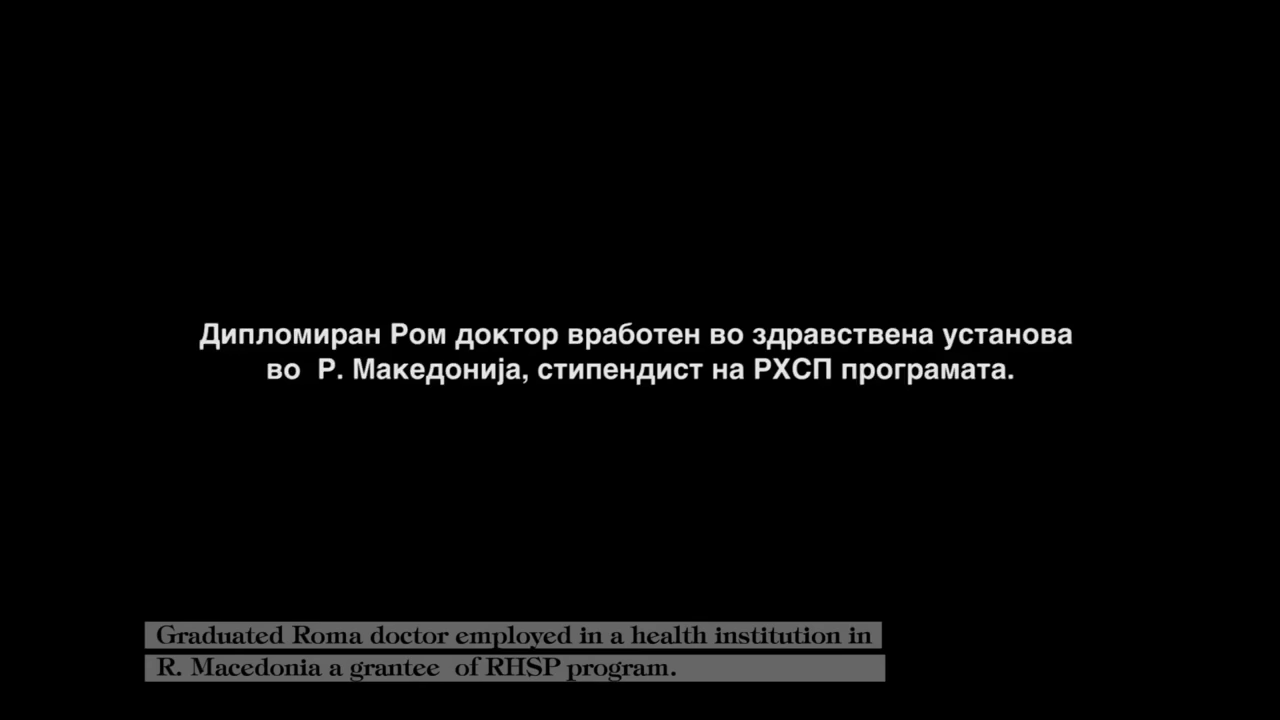 Дипломиран Ром доктор вработен во здравствена установа
во  Р. Македонија, стипендист на РХСП програмата.
Graduated Roma doctor employed in a health institution in
R. Macedonia a grantee  of RHSP program.